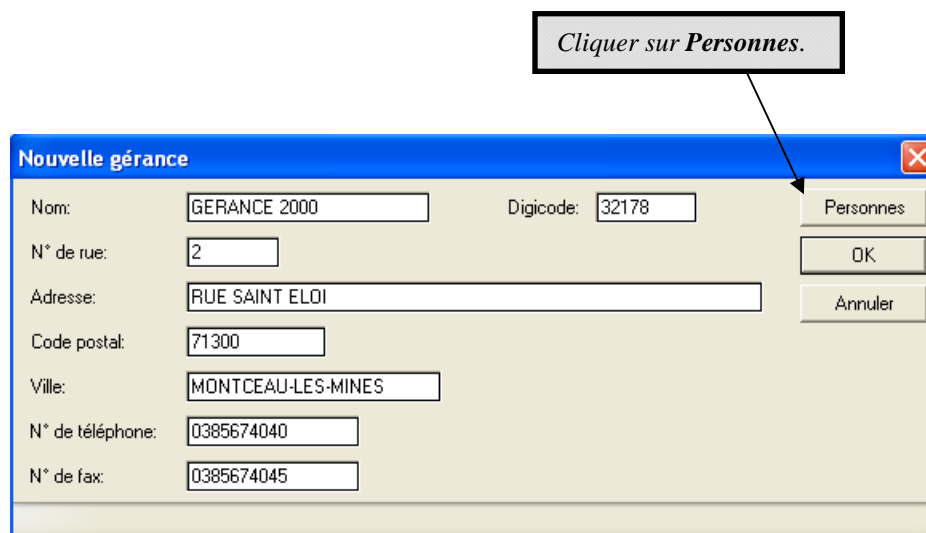 Cliquer sur Personnes.
Nouvelle gérance
Nom: GERANCE 2000 Digicode: 32178 Personnes
N° de rue: 2 OK
Adresse: RUE SAINT ELOI Annuler
Code postal: 71300
Ville: MONTCEAU-LES-MINES
N° de téléphone: 0385674040
N° de fax: 0385674045